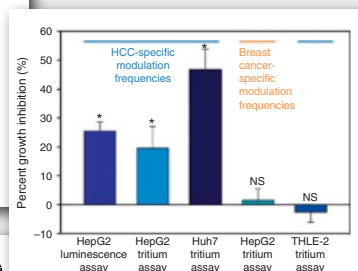 HCC-specific
modulation
frequencies
Breast
cancer-
specific
modulation
frequencies
Percent growth inhibition (%)
60
50
40
30
20
10
0
−10
*
*
*
NS
NS
HepG2
luminescence
assay
HepG2
tritium
assay
Huh7
tritium
assay
HepG2
tritium
assay
THLE-2
tritium
assay